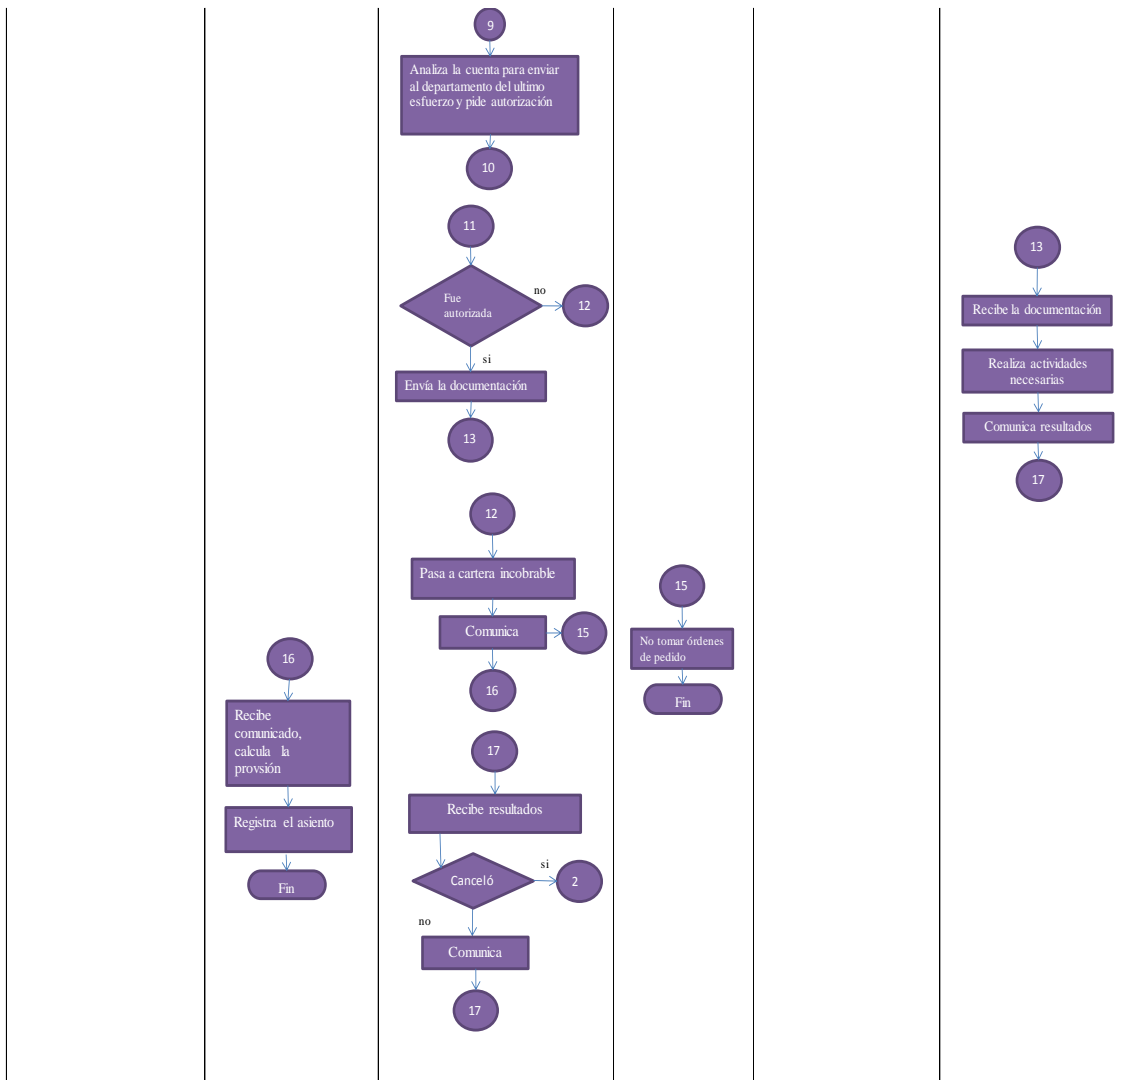 9
Analiza la cuenta para enviar
al departamento del ultimo
esfuerzo y pide autorización
10
11
Fue
autorizada
no
12
si
Envía la documentación
13
12
Pasa a cartera incobrable
Comunica
15
16
17
Recibe resultados
Canceló
si
2
no
Comunica
17
16
Recibe
comunicado,
calcula la
provsión
Registra el asiento
Fin
15
No tomar órdenes
de pedido
Fin
13
Recibe la documentación
Realiza actividades
necesarias
Comunica resultados
17